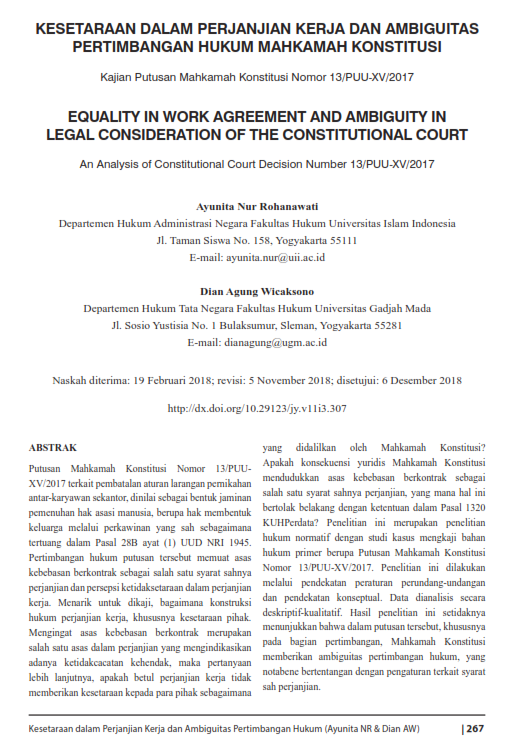 KESETARAAN DALAM PERJANJIAN KERJA DAN AMBIGUITAS
PERTIMBANGAN HUKUM MAHKAMAH KONSTITUSI
Kajian Putusan Mahkamah Konstitusi Nomor 13/PUU-XV/2017
EQUALITY IN WORK AGREEMENT AND AMBIGUITY IN
LEGAL CONSIDERATION OF THE CONSTITUTIONAL COURT
An Analysis of Constitutional Court Decision Number 13/PUU-XV/2017
Ayunita Nur Rohanawati
Departemen Hukum Administrasi Negara Fakultas Hukum Universitas Islam Indonesia
Jl. Taman Siswa No. 158, Yogyakarta 55111
E-mail: ayunita.nur@uii.ac.id
Dian Agung Wicaksono
Departemen Hukum Tata Negara Fakultas Hukum Universitas Gadjah Mada
Jl. Sosio Yustisia No. 1 Bulaksumur, Sleman, Yogyakarta 55281
E-mail: dianagung@ugm.ac.id
Naskah diterima: 19 Februari 2018; revisi: 5 November 2018; disetujui: 6 Desember 2018
http://dx.doi.org/10.29123/jy.v11i3.307
ABSTRAK
Putusan Mahkamah Konstitusi Nomor 13/PUU-
XV/2017 terkait pembatalan aturan larangan pernikahan
antar-karyawan sekantor, dinilai sebagai bentuk jaminan
pemenuhan hak asasi manusia, berupa hak membentuk
keluarga melalui perkawinan yang sah sebagaimana
tertuang dalam Pasal 28B ayat (1) UUD NRI 1945.
Pertimbangan hukum putusan tersebut memuat asas
kebebasan berkontrak sebagai salah satu syarat sahnya
perjanjian dan persepsi ketidaksetaraan dalam perjanjian
kerja. Menarik untuk dikaji, bagaimana konstruksi
hukum perjanjian kerja, khususnya kesetaraan pihak.
Mengingat asas kebebasan berkontrak merupakan
salah satu asas dalam perjanjian yang mengindikasikan
adanya ketidakcacatan kehendak, maka pertanyaan
lebih lanjutnya, apakah betul perjanjian kerja tidak
memberikan kesetaraan kepada para pihak sebagaimana
yang didalilkan oleh Mahkamah Konstitusi?
Apakah konsekuensi yuridis Mahkamah Konstitusi
mendudukkan asas kebebasan berkontrak sebagai
salah satu syarat sahnya perjanjian, yang mana hal ini
bertolak belakang dengan ketentuan dalam Pasal 1320
KUHPerdata? Penelitian ini merupakan penelitian
hukum normatif dengan studi kasus mengkaji bahan
hukum primer berupa Putusan Mahkamah Konstitusi
Nomor 13/PUU-XV/2017. Penelitian ini dilakukan
melalui pendekatan peraturan perundang-undangan
dan pendekatan konseptual. Data dianalisis secara
deskriptif-kualitatif. Hasil penelitian ini setidaknya
menunjukkan bahwa dalam putusan tersebut, khususnya
pada bagian pertimbangan, Mahkamah Konstitusi
memberikan ambiguitas pertimbangan hukum, yang
notabene bertentangan dengan pengaturan terkait syarat
sah perjanjian.
Kesetaraan dalam Perjanjian Kerja dan Ambiguitas Pertimbangan Hukum (Ayunita NR & Dian AW) | 267